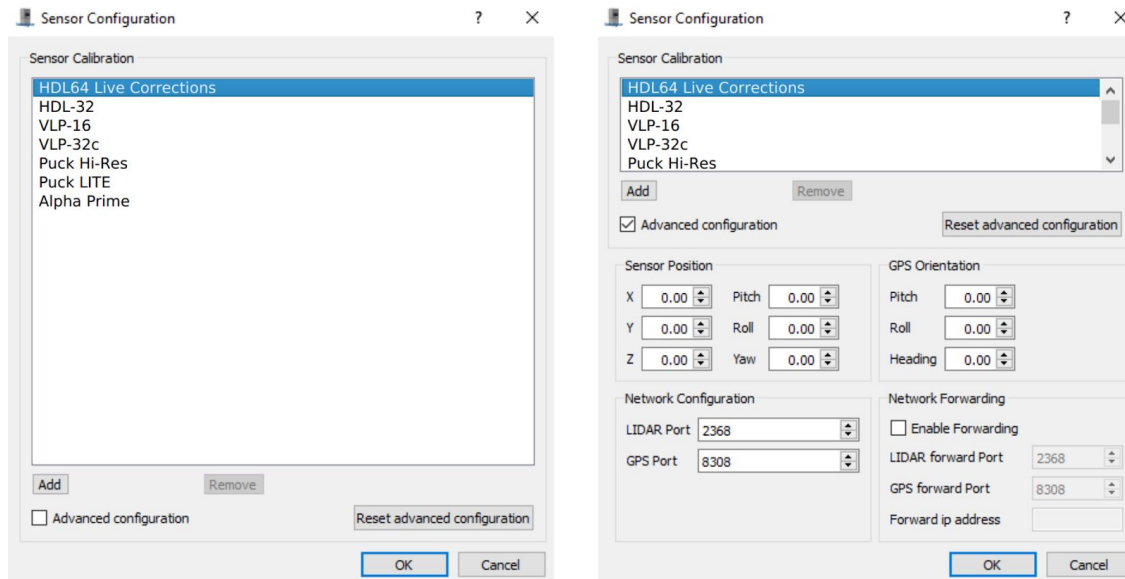 Sensor Configuration
?
Sensor Calibration
HDL64 Live Corrections
HDL-32
VLP-16
VLP-32c
Puck Hi-Res
Puck LITE
Alpha Prime
Add
Remove
Advanced configuration
Reset advanced configuration
OK
Cancel
Sensor Configuration
?
Sensor Calibration
HDL64 Live Corrections
HDL-32
VLP-16
VLP-32c
Puck Hi-Res
Add
Remove
Advanced configuration
Reset advanced configuration
Sensor Position
X 0.00 Pitch 0.00
Y 0.00 Roll 0.00
Z 0.00 Yaw 0.00
GPS Orientation
Pitch 0.00
Roll 0.00
Heading 0.00
Network Configuration
LIDAR Port 2368
GPS Port 8308
Network Forwarding
Enable Forwarding
LIDAR forward Port 2368
GPS forward Port 8308
Forward ip address
OK
Cancel